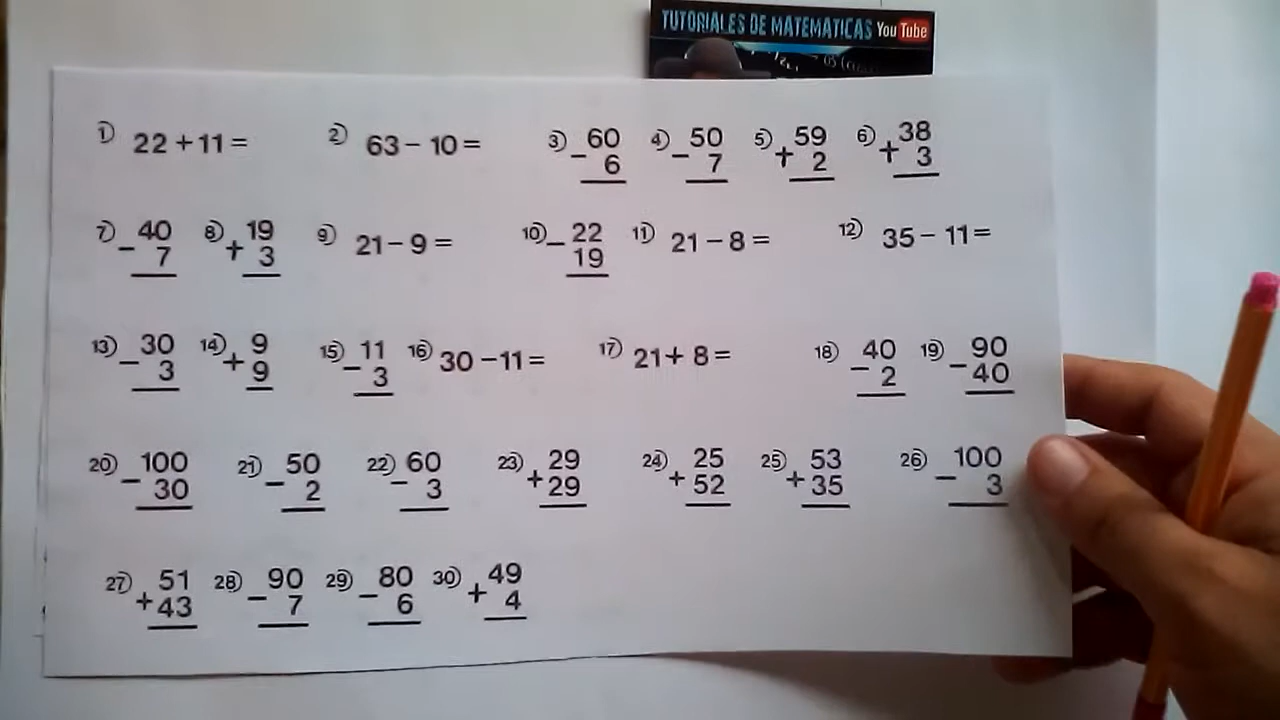 TUTORIALES DE MATEMATICAS YouTube
1) 22 + 11 =
2) 63 - 10 =
3) - 60
6
4) - 50
7
5) + 59
2
6) + 38
3
7) - 40
7
8) + 19
3
9) 21 - 9 =
10) - 22
19
11) 21 - 8 =
12) 35 - 11 =
13) - 30
3
14) + 9
9
15) - 11
3
16) 30 - 11 =
17) 21 + 8 =
18) - 40
2
19) - 90
40
20) - 100
30
21) - 50
2
22) - 60
3
23) + 29
29
24) + 25
52
25) + 53
35
26) - 100
3
27) + 51
43
28) - 90
7
29) - 80
6
30) + 49
4